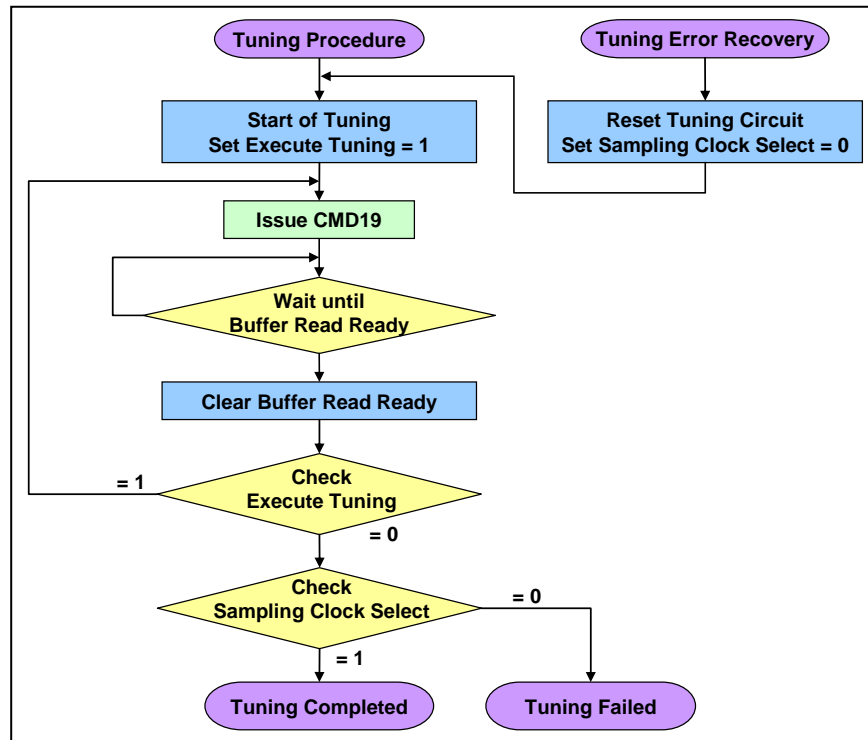 Tuning Procedure
Tuning Error Recovery
Start of Tuning
Set Execute Tuning = 1
Reset Tuning Circuit
Set Sampling Clock Select = 0
Issue CMD19
Wait until
Buffer Read Ready
Clear Buffer Read Ready
Check
Execute Tuning
= 1
= 0
Check
Sampling Clock Select
= 0
= 1
Tuning Completed
Tuning Failed